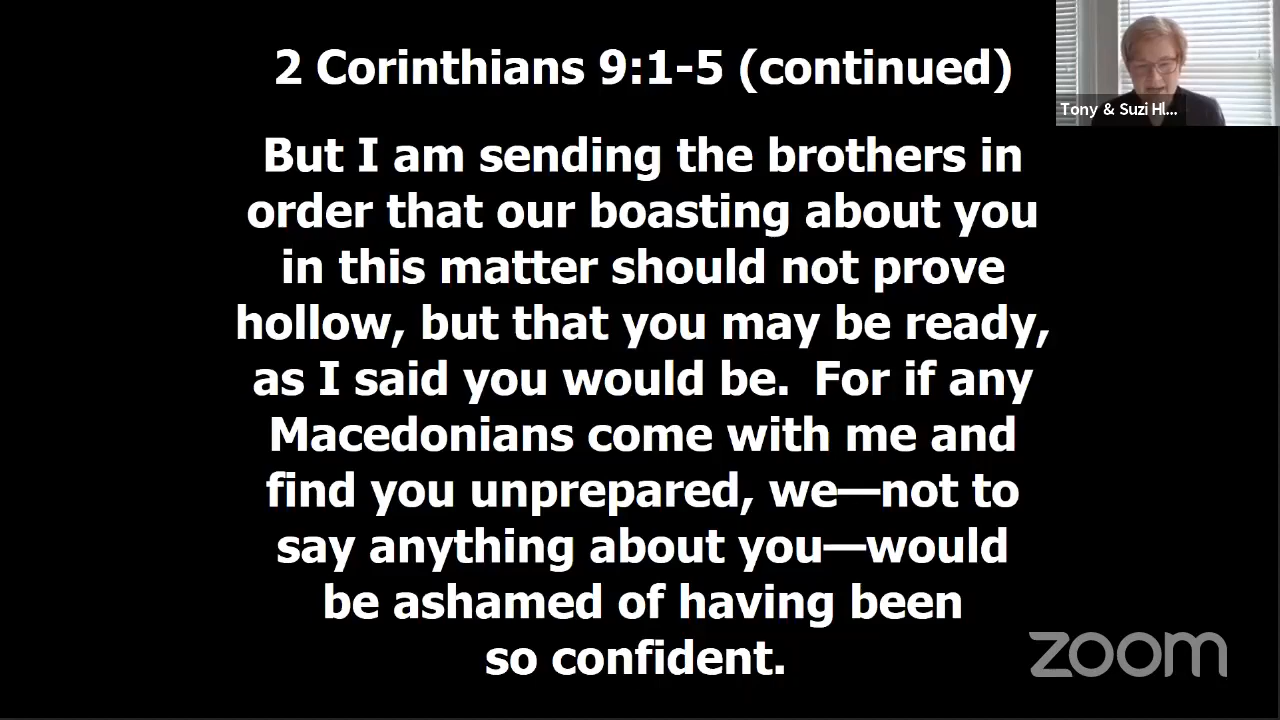 2 Corinthians 9:1-5 (continued)
Tony & Suzi Hl...
But I am sending the brothers in
order that our boasting about you
in this matter should not prove
hollow, but that you may be ready,
as I said you would be.  For if any
Macedonians come with me and
find you unprepared, we—not to
say anything about you—would
be ashamed of having been
so confident.
zoom